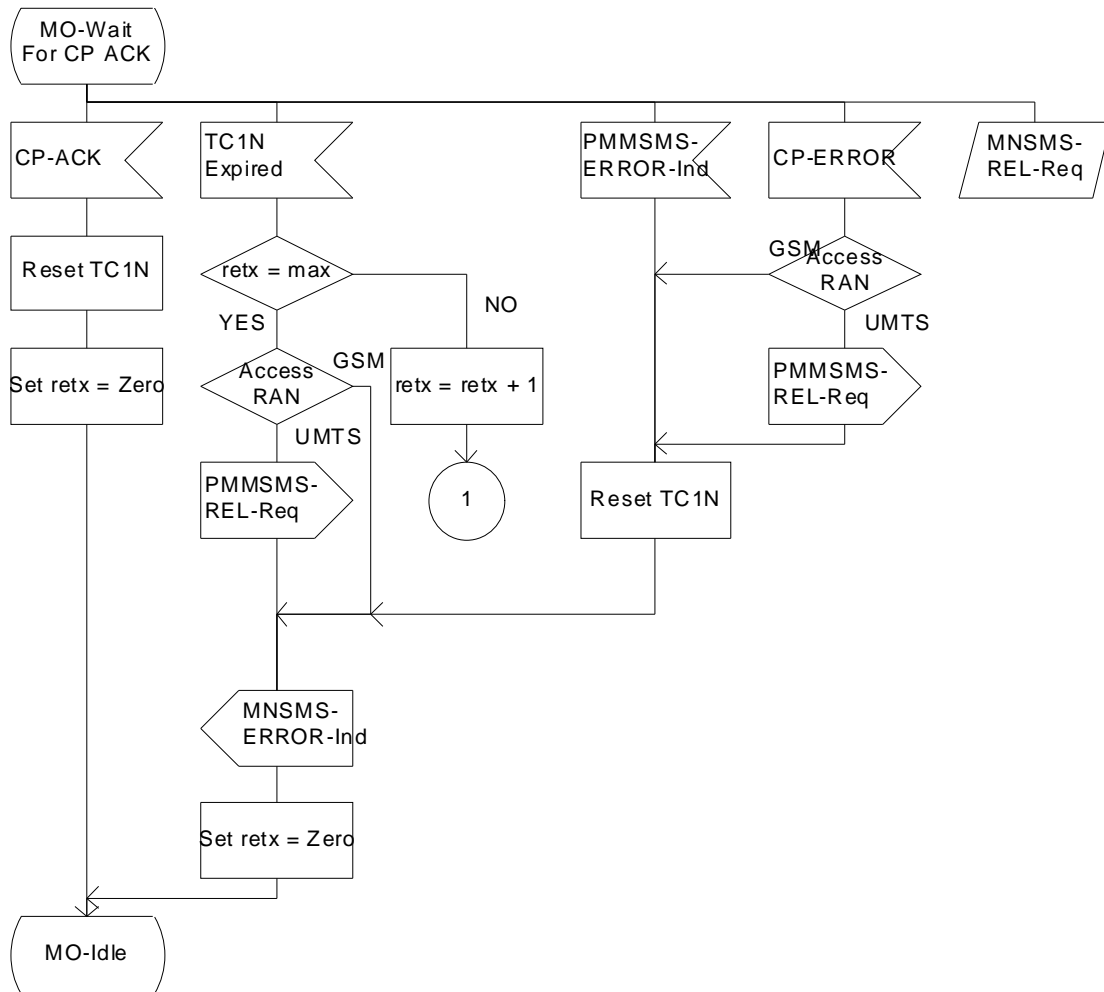 MO-Wait
For CP ACK
CP-ACK
TC1N
Expired
PMMSMS-
ERROR-Ind
CP-ERROR
MNSMS-
REL-Req
Reset TC1N
retx = max
GSM
Access
RAN
NO
YES
UMTS
Set retx = Zero
Access
RAN
GSM
retx = retx + 1
PMMSMS-
REL-Req
UMTS
PMMSMS-
REL-Req
1
Reset TC1N
MNSMS-
ERROR-Ind
Set retx = Zero
MO-Idle